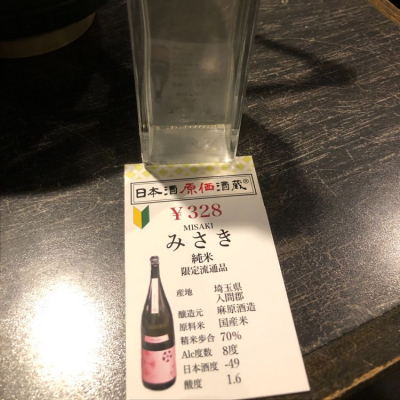 日本酒原価酒蔵®
¥328
MISAKI
みさき
純米
限定流通品
産地 埼玉県
入間郡
醸造元 麻原酒造
原料米 国産米
精米歩合 70%
Alc度数 8度
日本酒度 -49
酸度 1.6